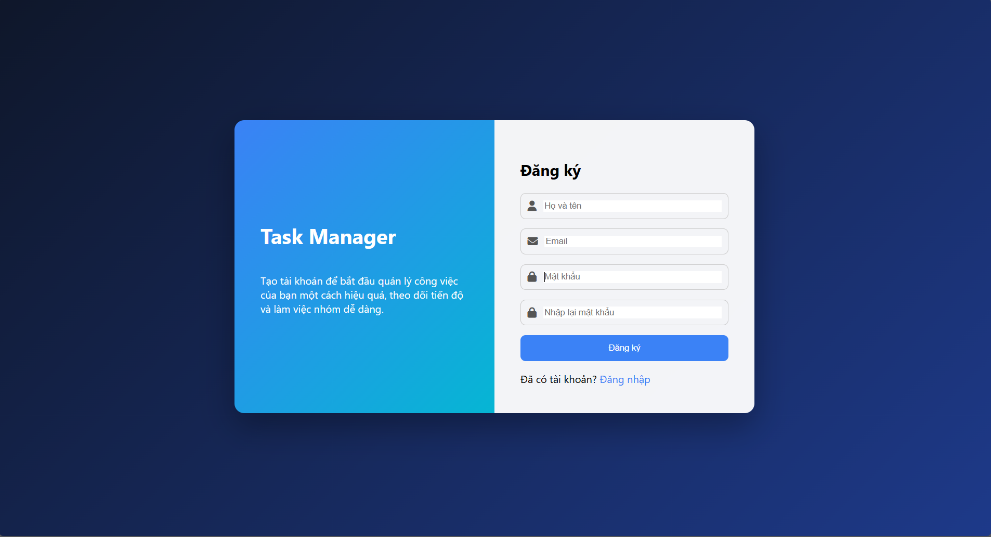 Task Manager
Tạo tài khoản để bắt đầu quản lý công việc
của bạn một cách hiệu quả, theo dõi tiến độ
và làm việc nhóm dễ dàng.
Đăng ký
Họ và tên
Email
Mật khẩu
Nhập lại mật khẩu
Đăng ký
Đã có tài khoản? Đăng nhập